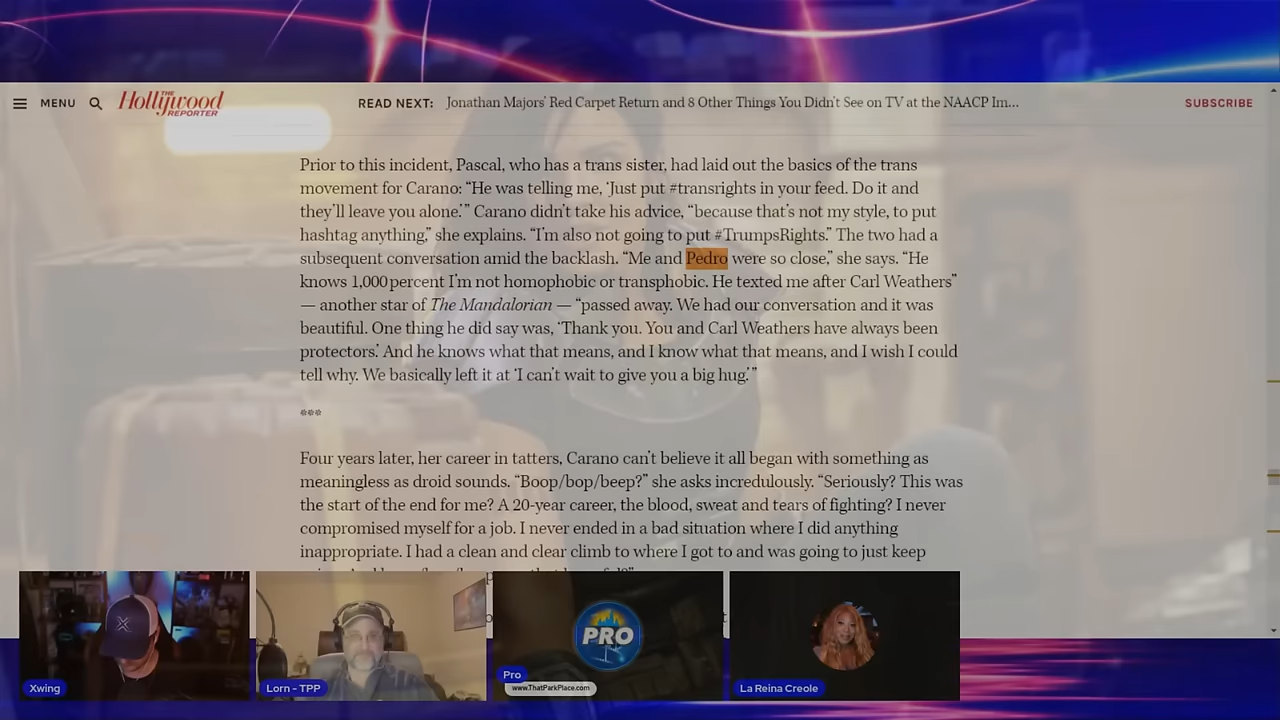 MENU
THE
Hollywood
REPORTER
READ NEXT:
Jonathan Majors' Red Carpet Return and 8 Other Things You Didn't See on TV at the NAACP Im...
SUBSCRIBE
Prior to this incident, Pascal, who has a trans sister, had laid out the basics of the trans
movement for Carano: “He was telling me, ‘Just put #transrights in your feed. Do it and
they’ll leave you alone.’” Carano didn’t take his advice, “because that’s not my style, to put
hashtag anything,” she explains. “I’m also not going to put #TrumpsRights.” The two had a
subsequent conversation amid the backlash. “Me and Pedro were so close,” she says. “He
knows 1,000 percent I’m not homophobic or transphobic. He texted me after Carl Weathers”
— another star of The Mandalorian — “passed away. We had our conversation and it was
beautiful. One thing he did say was, ‘Thank you. You and Carl Weathers have always been
protectors.’ And he knows what that means, and I know what that means, and I wish I could
tell why. We basically left it at ‘I can’t wait to give you a big hug.’”
***
Four years later, her career in tatters, Carano can’t believe it all began with something as
meaningless as droid sounds. “Boop/bop/beep?” she asks incredulously. “Seriously? This was
the start of the end for me? A 20-year career, the blood, sweat and tears of fighting? I never
compromised myself for a job. I never ended in a bad situation where I did anything
inappropriate. I had a clean and clear climb to where I got to and was going to just keep
PRO
Xwing
Lorn - TPP
Pro
www.ThatParkPlace.com
La Reina Creole